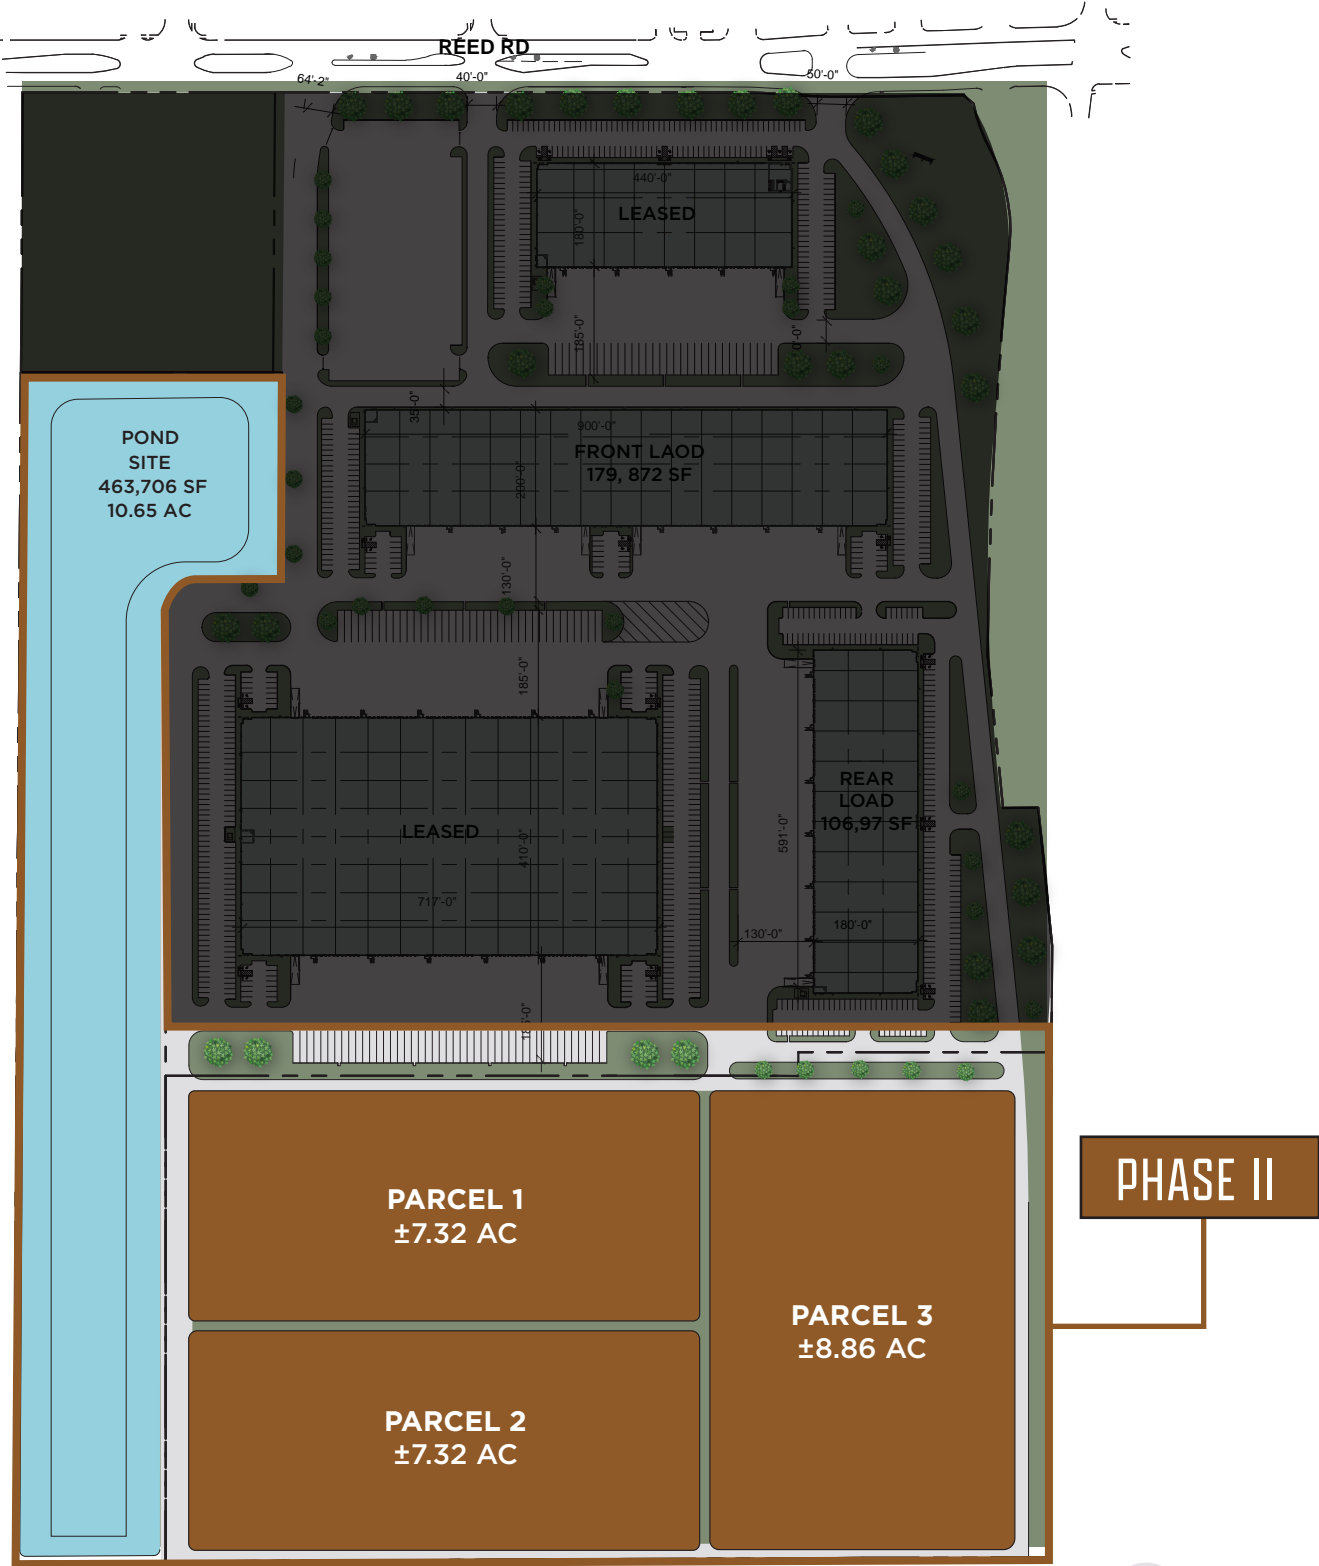 REED RD
64'-2"
40'-0"
50'-0"
440'-0"
LEASED
180'-0"
185'-0"
35'-0"
900'-0"
FRONT LAOD
179, 872 SF
200'-0"
POND
SITE
463,706 SF
10.65 AC
130'-0"
185'-0"
LEASED
410'-0"
717'-0"
REAR
LOAD
106,97 SF
591'-0"
130'-0"
180'-0"
PARCEL 1
±7.32 AC
PARCEL 2
±7.32 AC
PARCEL 3
±8.86 AC
PHASE II